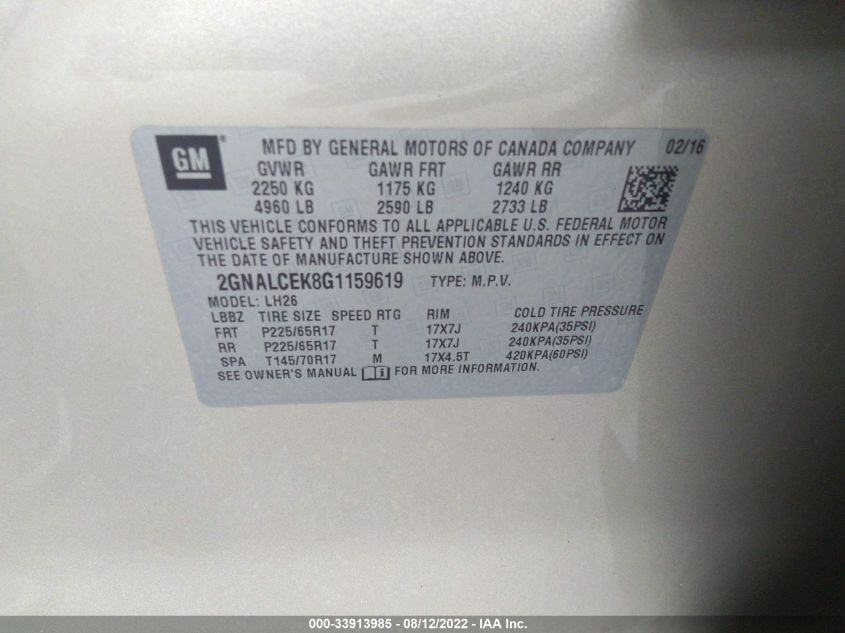 GM MFD BY GENERAL MOTORS OF CANADA COMPANY 02/16
GVWR GAWR FRT GAWR RR
2250 KG 1175 KG 1240 KG
4960 LB 2590 LB 2733 LB
THIS VEHICLE CONFORMS TO ALL APPLICABLE U.S. FEDERAL MOTOR
VEHICLE SAFETY AND THEFT PREVENTION STANDARDS IN EFFECT ON
THE DATE OF MANUFACTURE SHOWN ABOVE.
2GNALCEK8G1159619 TYPE: M.P.V.
MODEL: LH26
LBBZ TIRE SIZE SPEED RTG RIM COLD TIRE PRESSURE
FRT P225/65R17 T 17X7J 240KPA(35PSI)
RR P225/65R17 T 17X7J 240KPA(35PSI)
SPA T145/70R17 M 17X4.5T 420KPA(60PSI)
SEE OWNER'S MANUAL i FOR MORE INFORMATION.
000-33913985 - 08/12/2022 - IAA Inc.